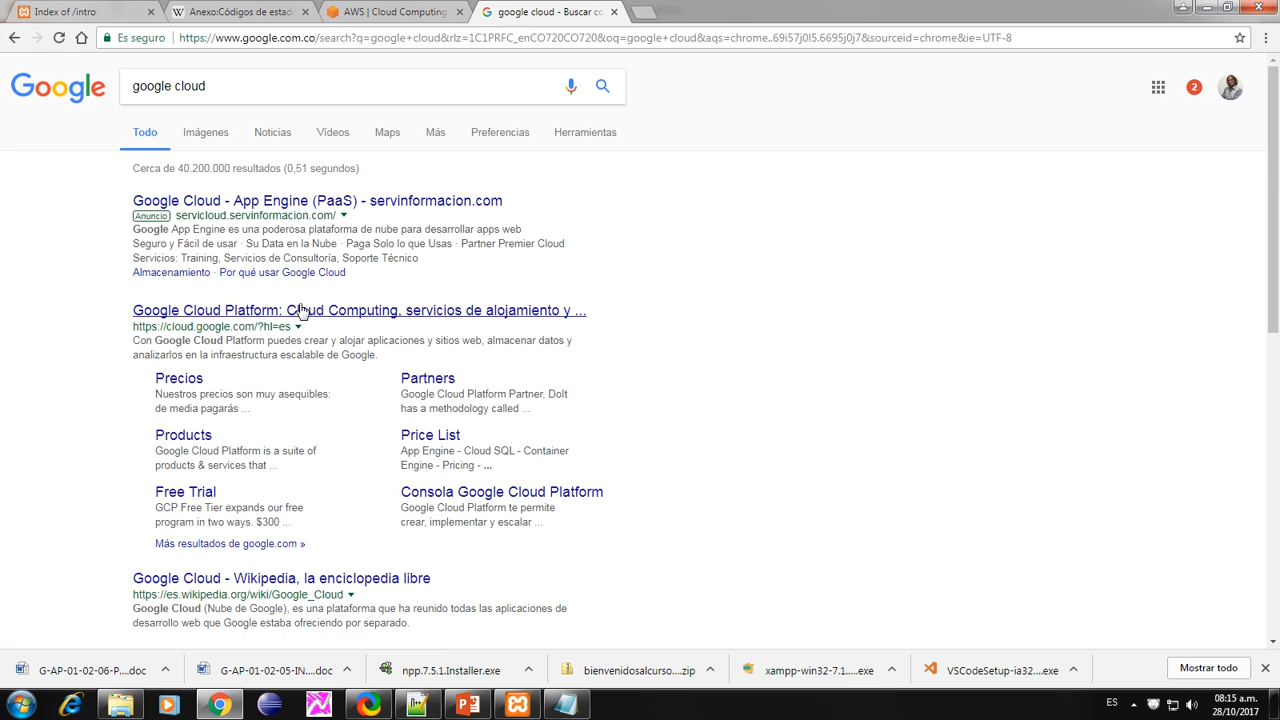 Index of /intro
Anexo:Códigos de estad
AWS | Cloud Computing
google cloud - Buscar co
Es seguro
https://www.google.com.co/search?q=google+cloud&rlz=1C1PRFC_enCO720CO720&oq=google+cloud&aqs=chrome..69i57j0l5.6695j0j7&sourceid=chrome&ie=UTF-8
Google
google cloud
2
Todo
Imágenes
Noticias
Vídeos
Maps
Más
Preferencias
Herramientas
Cerca de 40.200.000 resultados (0,51 segundos)
Google Cloud - App Engine (PaaS) - servinformacion.com
Anuncio servicloud.servinformacion.com/
Google App Engine es una poderosa plataforma de nube para desarrollar apps web
Seguro y Fácil de usar · Su Data en la Nube · Paga Solo lo que Usas · Partner Premier Cloud
Servicios: Training, Servicios de Consultoría, Soporte Técnico
Almacenamiento · Por qué usar Google Cloud
Google Cloud Platform: Cloud Computing, servicios de alojamiento y ...
https://cloud.google.com/?hl=es
Con Google Cloud Platform puedes crear y alojar aplicaciones y sitios web, almacenar datos y
analizarlos en la infraestructura escalable de Google.
Precios
Nuestros precios son muy asequibles:
de media pagarás ...
Partners
Google Cloud Platform Partner, DoIt
has a methodology called ...
Products
Google Cloud Platform is a suite of
products & services that ...
Price List
App Engine - Cloud SQL - Container
Engine - Pricing - ...
Free Trial
GCP Free Tier expands our free
program in two ways. $300 ...
Consola Google Cloud Platform
Google Cloud Platform te permite
crear, implementar y escalar ...
Más resultados de google.com »
Google Cloud - Wikipedia, la enciclopedia libre
https://es.wikipedia.org/wiki/Google_Cloud
Google Cloud (Nube de Google), es una plataforma que ha reunido todas las aplicaciones de
desarrollo web que Google estaba ofreciendo por separado.
G-AP-01-02-06-P....doc
G-AP-01-02-05-IN....doc
npp.7.5.1.Installer.exe
bienvenidosalcurso....zip
xampp-win32-7.1....exe
VSCodeSetup-ia32....exe
Mostrar todo
ES
08:15 a.m.
28/10/2017